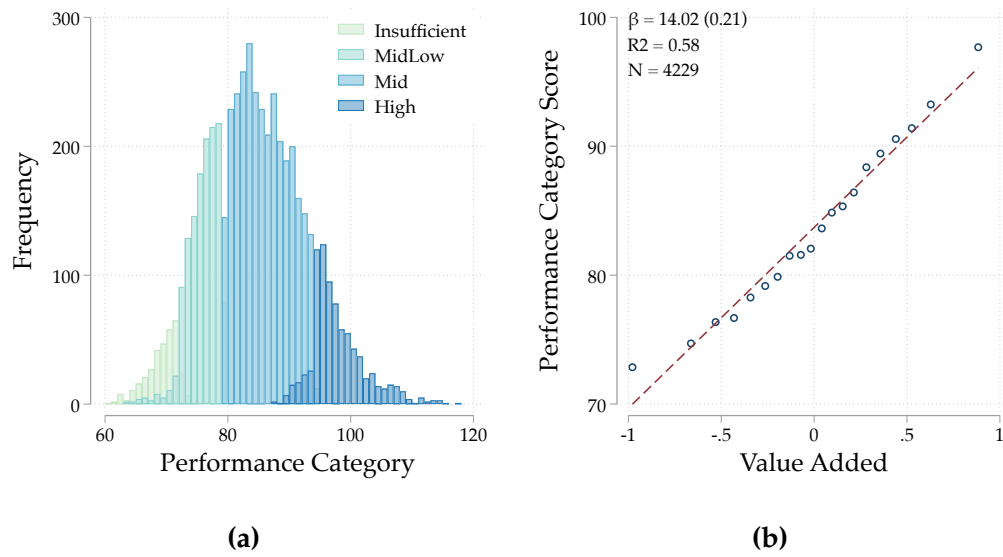 300
200
100
0
Frequency
Insufficient
MidLow
Mid
High
60
80
100
120
Performance Category
(a)
100
90
80
70
Performance Category Score
β = 14.02 (0.21)
R2 = 0.58
N = 4229
-1
-.5
0
.5
1
Value Added
(b)